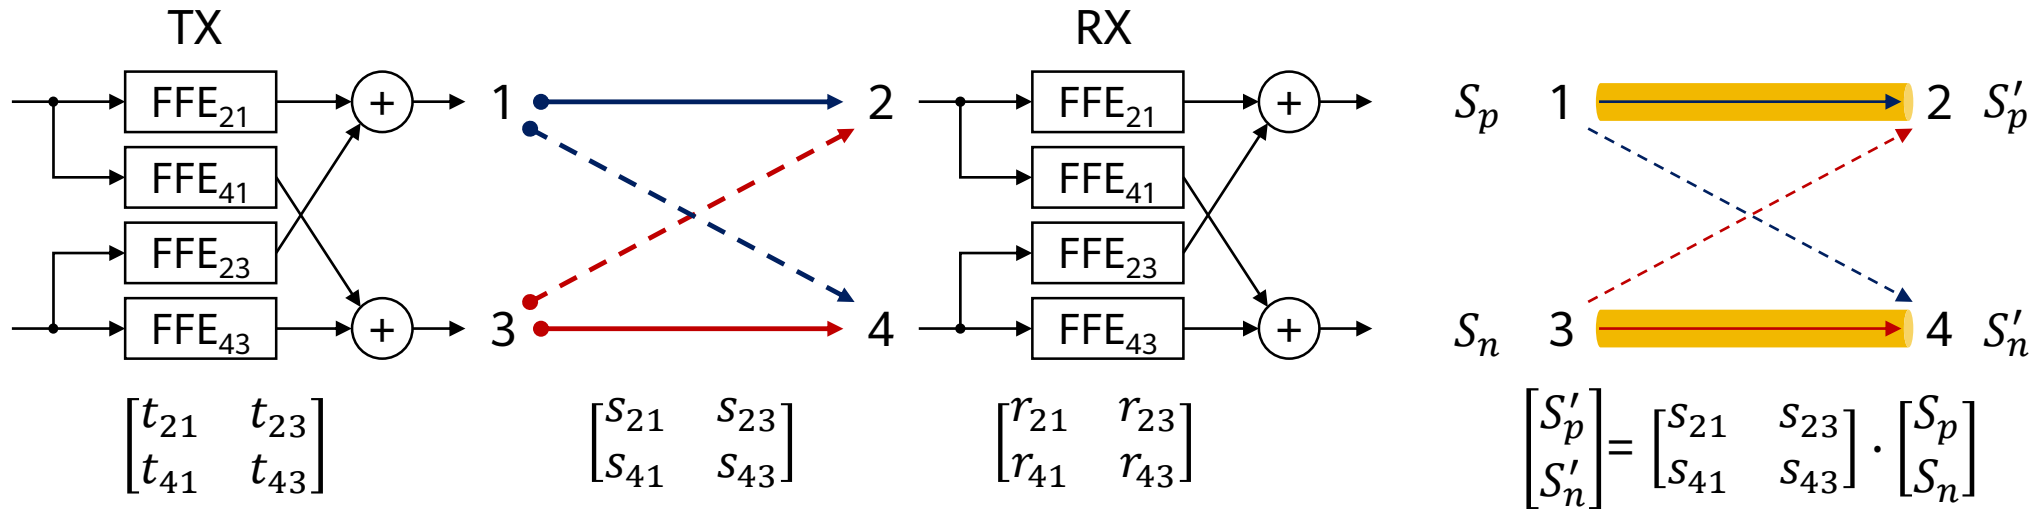 TX
RX
FFE21
FFE41
FFE23
FFE43
+
+
1
3
2
4
FFE21
FFE41
FFE23
FFE43
+
+
Sp 1 2 S′p
Sn 3 4 S′n
[t21 t23
t41 t43]
[s21 s23
s41 s43]
[r21 r23
r41 r43]
[S′p
S′n] = [s21 s23
s41 s43] · [Sp
Sn]